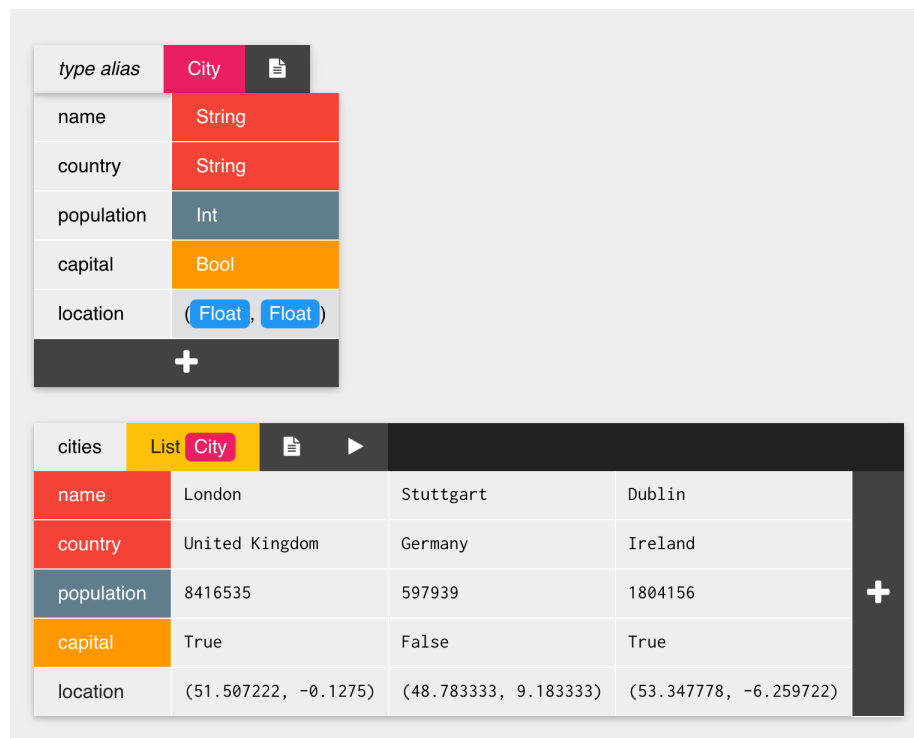 type alias City
name String
country String
population Int
capital Bool
location (Float, Float)
cities List City
name London Stuttgart Dublin
country United Kingdom Germany Ireland
population 8416535 597939 1804156
capital True False True
location (51.507222, -0.1275) (48.783333, 9.183333) (53.347778, -6.259722)